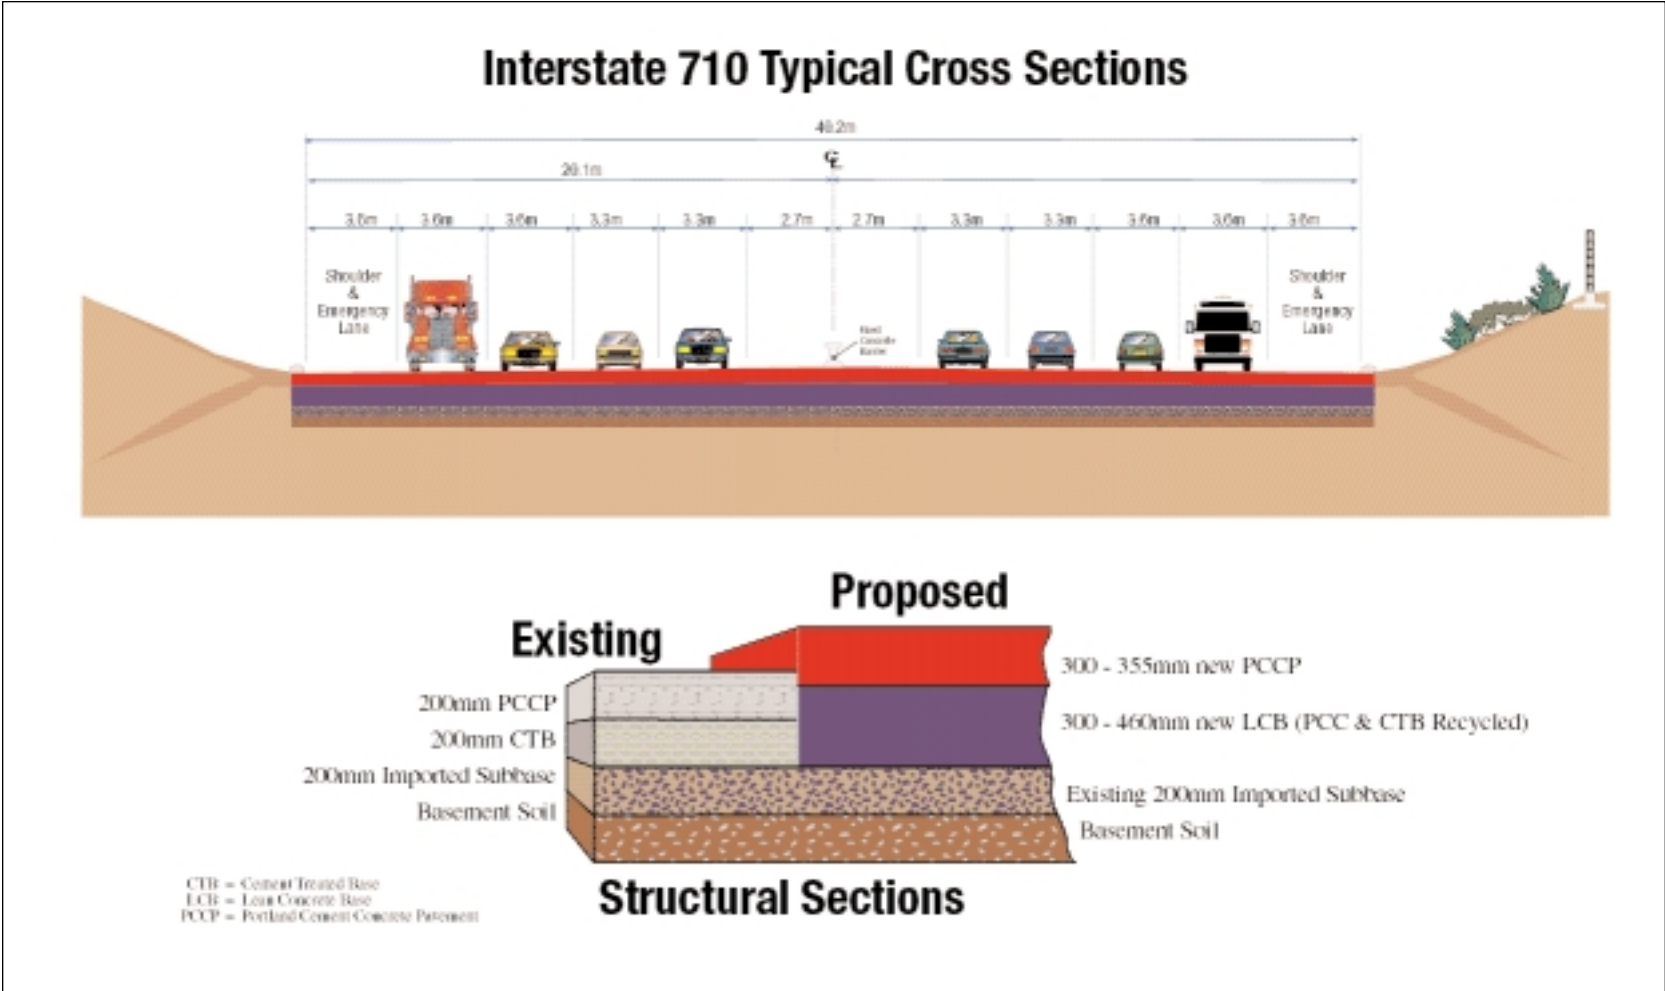 Interstate 710 Typical Cross Sections
40.2m
℄
20.1m
3.6m 3.6m 3.6m 3.3m 3.3m 2.7m 2.7m 3.3m 3.3m 3.6m 3.6m 3.6m
Shoulder
&
Emergency
Lane
Concrete
Barrier
Shoulder
&
Emergency
Lane
Proposed
Existing
300 - 355mm new PCCP
200mm PCCP
300 - 460mm new LCB (PCC & CTB Recycled)
200mm CTB
200mm Imported Subbase
Existing 200mm Imported Subbase
Basement Soil
Basement Soil
Structural Sections
CTB = Cement Treated Base
LCB = Lean Concrete Base
PCCP = Portland Cement Concrete Pavement